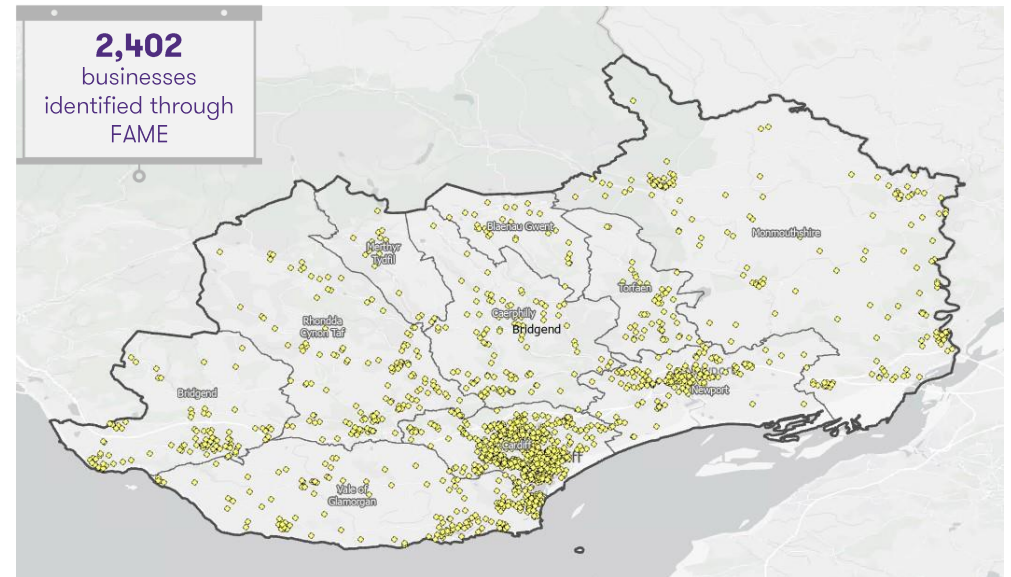 2,402
businesses
identified through
FAME
Blaenau Gwent
Monmouthshire
Merthyr
Tydfil
Torfaen
Caerphilly
Rhondda
Cynon Taf
Bridgend
Bridgend
Newport
Cardiff
Vale of
Glamorgan